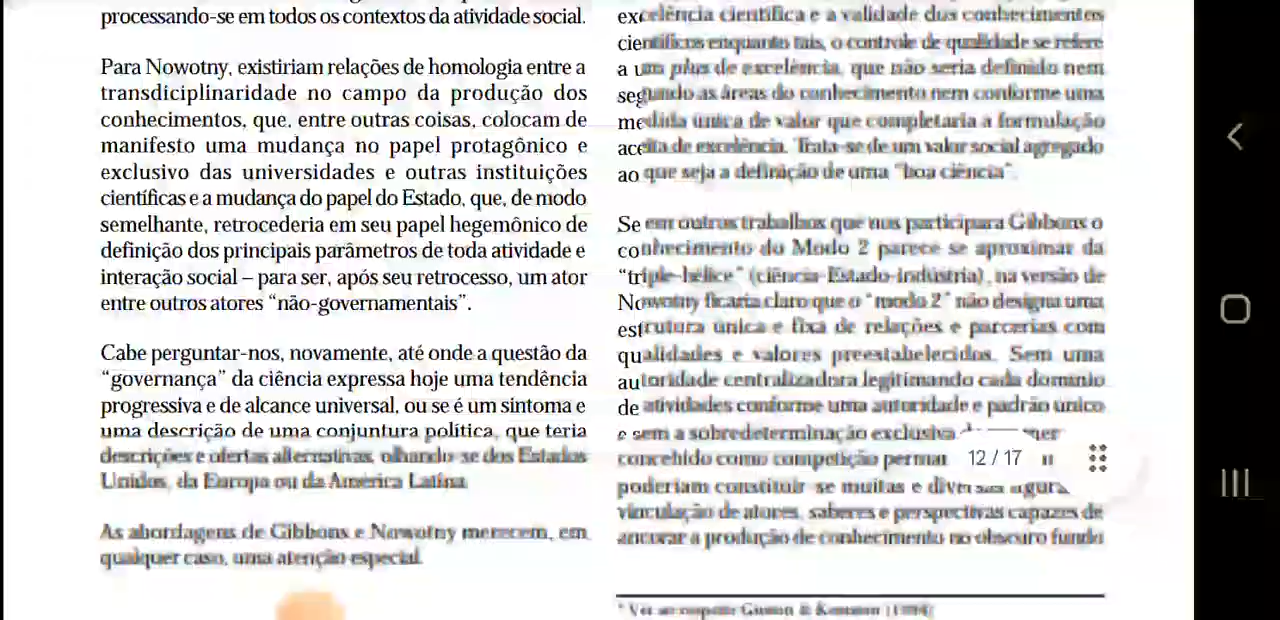 processando-se em todos os contextos da atividade social.
Para Nowotny, existiriam relações de homologia entre a
transdiciplinaridade no campo da produção dos
conhecimentos, que, entre outras coisas, colocam de
manifesto uma mudança no papel protagônico e
exclusivo das universidades e outras instituições
científicas e a mudança do papel do Estado, que, de modo
semelhante, retrocederia em seu papel hegemônico de
definição dos principais parâmetros de toda atividade e
interação social – para ser, após seu retrocesso, um ator
entre outros atores “não-governamentais”.
Cabe perguntar-nos, novamente, até onde a questão da
“governança” da ciência expressa hoje uma tendência
progressiva e de alcance universal, ou se é um sintoma e
uma descrição de uma conjuntura política, que teria
descrições e ofertas alternativas, olhando-se dos Estados
Unidos, da Europa ou da América Latina.
As abordagens de Gibbons e Nowotny merecem, em
qualquer caso, uma atenção especial.
excelência científica e a validade dos conhecimentos
científicos enquanto tais, o controle de qualidade se refere
a um plus de excelência, que não seria definido nem
segundo as áreas do conhecimento nem conforme uma
medida única de valor que completaria a formulação
aceita de excelência. Trata-se de um valor social agregado
ao que seja a definição de uma “boa ciência”.
Se em outros trabalhos que nos participara Gibbons o
conhecimento do Modo 2 parece se aproximar da
“triple-hélice” (ciência-Estado-indústria), na versão de
Nowotny ficaria claro que o “modo 2” não designa uma
estrutura única e fixa de relações e parcerias com
qualidades e valores preestabelecidos. Sem uma
autoridade centralizadora legitimando cada domínio
de atividades conforme uma autoridade e padrão único
e sem a sobredeterminação exclusiva
concebido como competição
poderiam constituir-se muitas e
vinculação de atores, saberes e perspectivas capazes de
ancorar a produção de conhecimento no obscuro fundo
12 / 17
Ver ao respeito